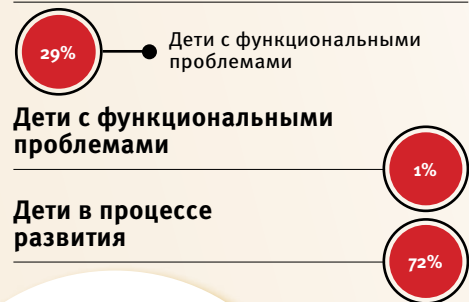 29%
Дети с функциональными
проблемами
Дети с функциональными
проблемами
1%
Дети в процессе
развития
72%